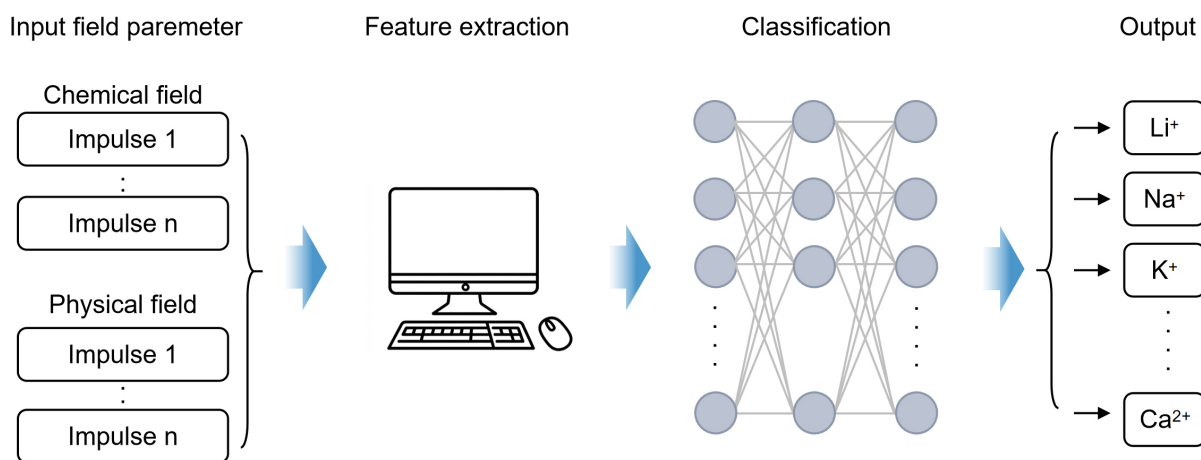 Input field paremeter
Feature extraction
Classification
Output
Chemical field
Impulse 1
:
Impulse n
Physical field
Impulse 1
:
Impulse n
Li⁺
Na⁺
K⁺
Ca²⁺